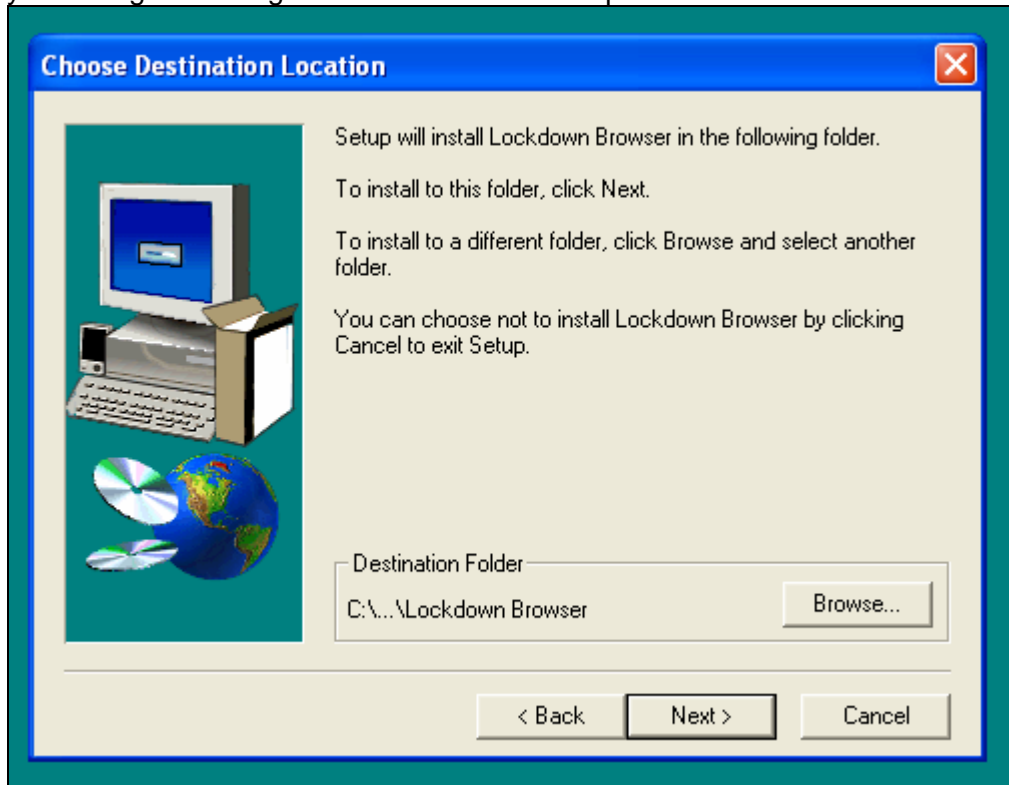 Choose Destination Location
Setup will install Lockdown Browser in the following folder.
To install to this folder, click Next.
To install to a different folder, click Browse and select another
folder.
You can choose not to install Lockdown Browser by clicking
Cancel to exit Setup.
Destination Folder
C:\...\Lockdown Browser
Browse...
< Back
Next >
Cancel